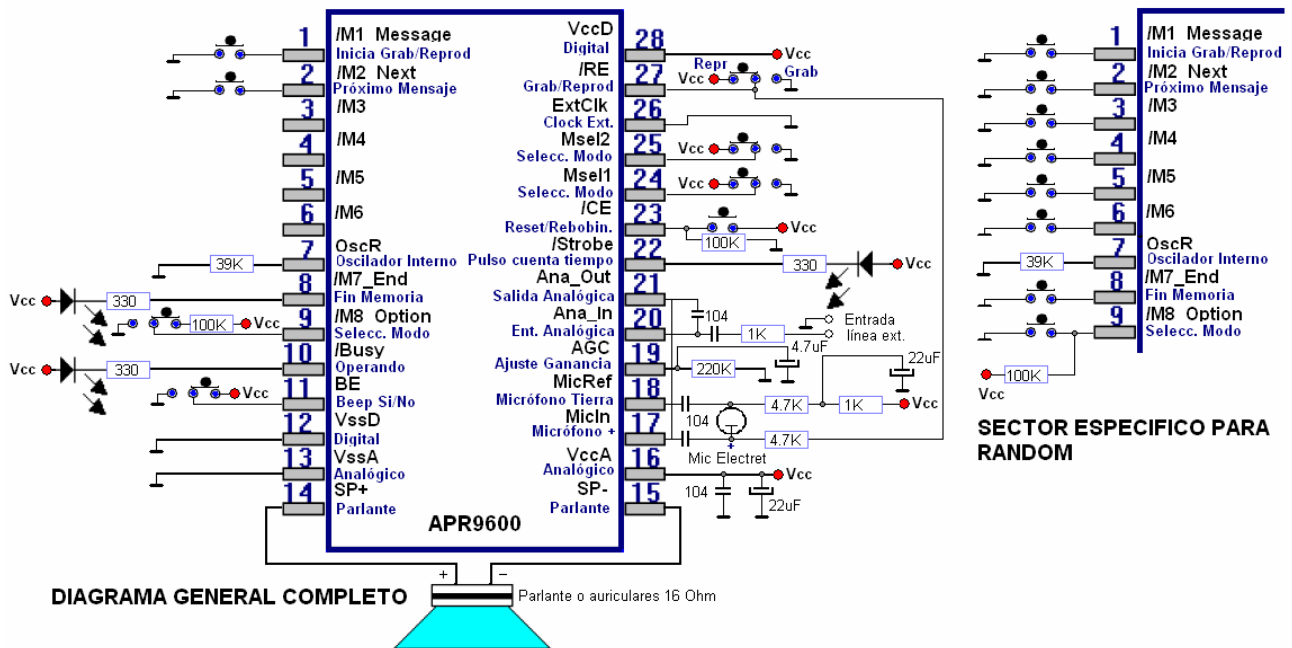 1
/M1 Message
Inicia Grab/Reprod
2
/M2 Next
Próximo Mensaje
3
/M3
4
/M4
5
/M5
6
/M6
7
OscR
Oscilador Interno
39K
8
/M7_End
Fin Memoria
Vcc
330
9
/M8 Option
Selecc. Modo
100K
Vcc
10
/Busy
Operando
Vcc
330
11
BE
Beep Si/No
Vcc
12
VssD
Digital
13
VssA
Analógico
14
SP+
Parlante
APR9600
VccD
Digital
28
Vcc
/RE
Grab/Reprod
27
Repr
Vcc
Grab
ExtClk
Clock Ext.
26
Msel2
Selecc. Modo
25
Vcc
Msel1
Selecc. Modo
24
Vcc
/CE
Reset/Rebobin.
23
Vcc
100K
/Strobe
Pulso cuenta tiempo
22
330
Vcc
Ana_Out
Salida Analógica
21
104
Ana_In
Ent. Analógica
20
1K
Entrada
línea ext.
AGC
Ajuste Ganancia
19
220K
4.7uF
22uF
MicRef
Micrófono Tierra
18
104
4.7K
1K
Vcc
MicIn
Micrófono +
17
4.7K
+
Mic Electret
VccA
Analógico
16
Vcc
104
22uF
SP-
Parlante
15
+
−
DIAGRAMA GENERAL COMPLETO
Parlante o auriculares 16 Ohm
1
/M1_Message
Inicia Grab/Reprod
2
/M2_Next
Próximo Mensaje
3
/M3
4
/M4
5
/M5
6
/M6
7
OscR
Oscilador Interno
39K
8
/M7_End
Fin Memoria
9
/M8_Option
Selecc. Modo
100K
Vcc
SECTOR ESPECIFICO PARA
RANDOM